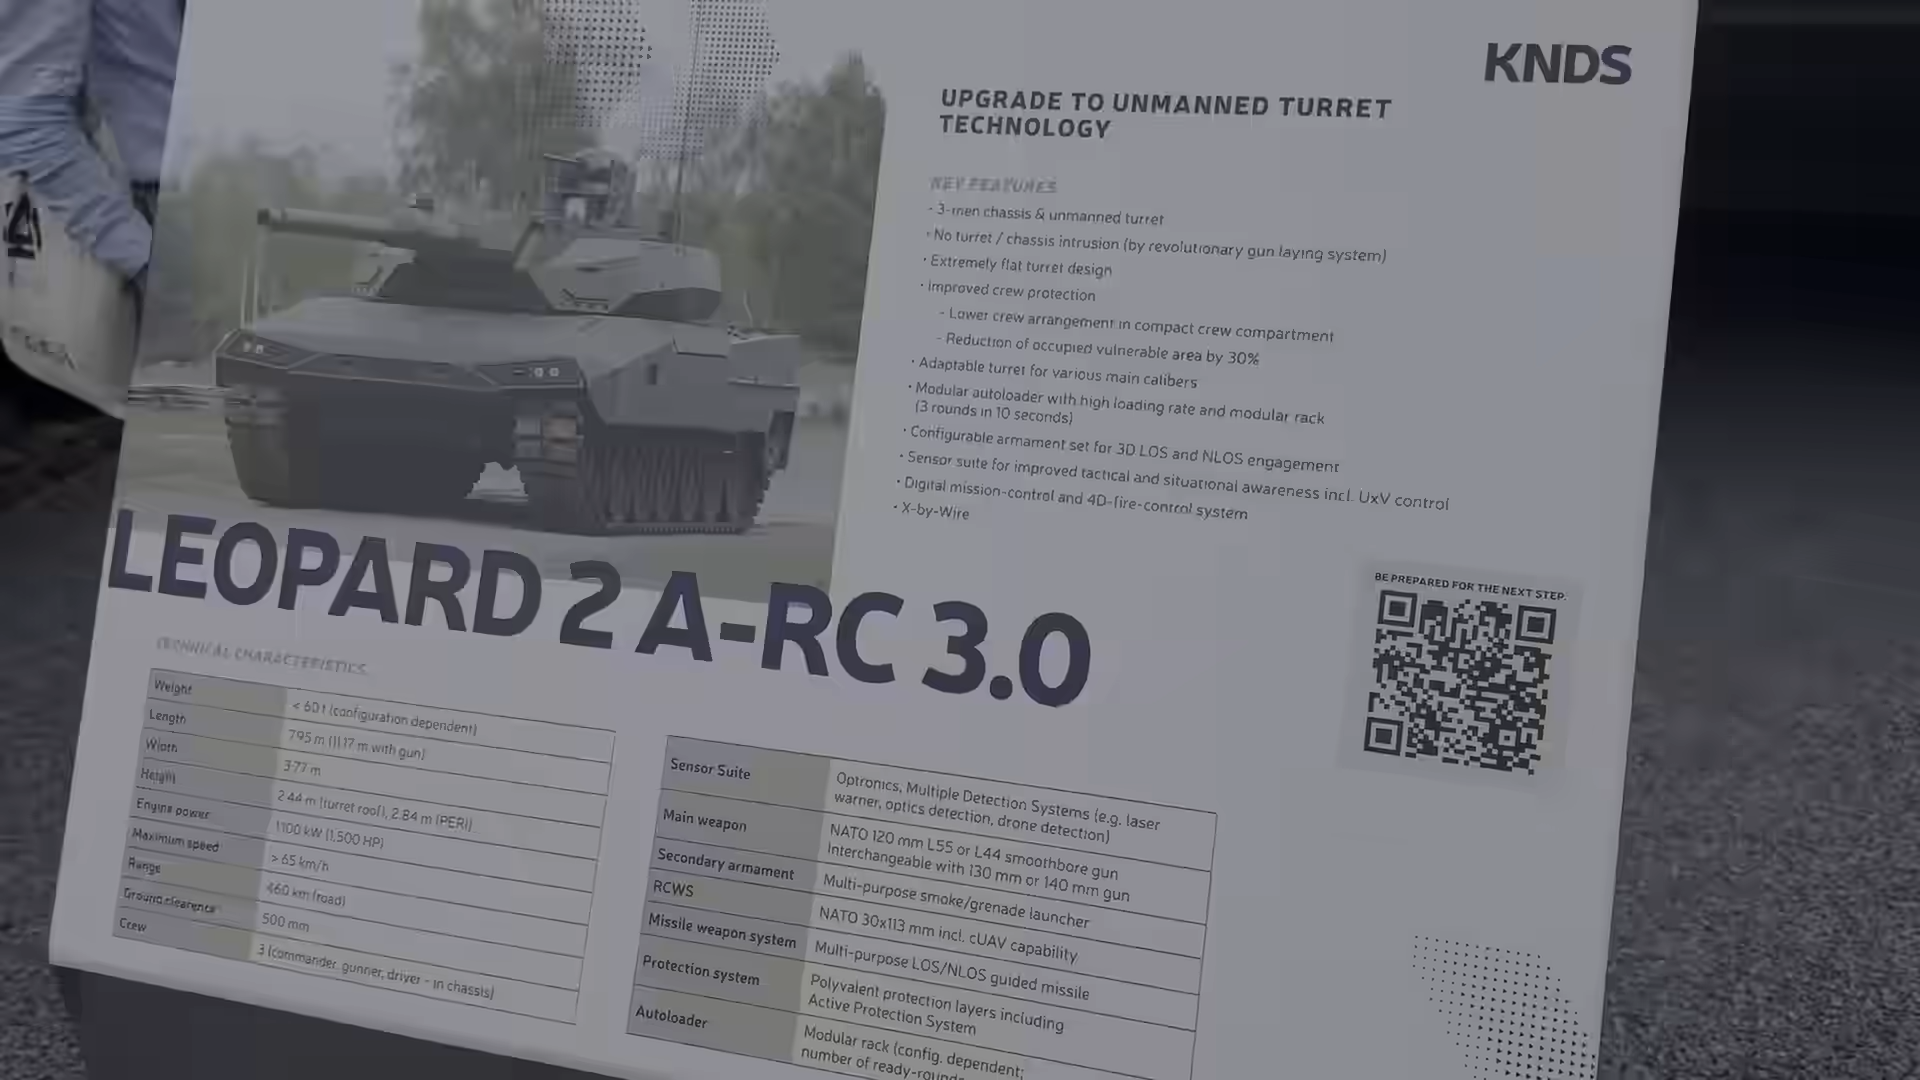 KNDS
UPGRADE TO UNMANNED TURRET
TECHNOLOGY
KEY FEATURES
- 3-men chassis & unmanned turret
· No turret / chassis intrusion (by revolutionary gun laying system)
· Extremely flat turret design
· Improved crew protection
- Lower crew arrangement in compact crew compartment
- Reduction of occupied vulnerable area by 30%
· Adaptable turret for various main calibers
· Modular autoloader with high loading rate and modular rack
(3 rounds in 10 seconds)
· Configurable armament set for 3D LOS and NLOS engagement
· Sensor suite for improved tactical and situational awareness incl. UxV control
· Digital mission-control and 4D-fire-control system
· X-by-Wire
BE PREPARED FOR THE NEXT STEP.
LEOPARD 2 A-RC 3.0
TECHNICAL CHARACTERISTICS
Weight < 60 t (configuration dependent)
Length 7.95 m (11.17 m with gun)
Width 3.77 m
Height 2.44 m (turret roof), 2.84 m (PERI)
Engine power 1100 kW (1,500 HP)
Maximum speed > 65 km/h
Range 460 km (road)
Ground clearence 500 mm
Crew 3 (commander, gunner, driver - in chassis)
Sensor Suite Optronics, Multiple Detection Systems (e.g. laser
warner, optics detection, drone detection)
Main weapon NATO 120 mm L55 or L44 smoothbore gun
Interchangeable with 130 mm or 140 mm gun
Secondary armament Multi-purpose smoke/grenade launcher
RCWS NATO 30x113 mm incl. cUAV capability
Missile weapon system Multi-purpose LOS/NLOS guided missile
Protection system Polyvalent protection layers including
Active Protection System
Autoloader Modular rack (config. dependent;
number of